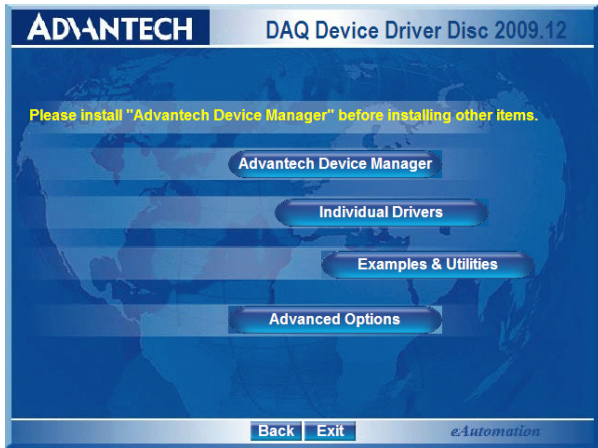 ADVANTECH
DAQ Device Driver Disc 2009.12
Please install "Advantech Device Manager" before installing other items.
Advantech Device Manager
Individual Drivers
Examples & Utilities
Advanced Options
Back Exit
eAutomation